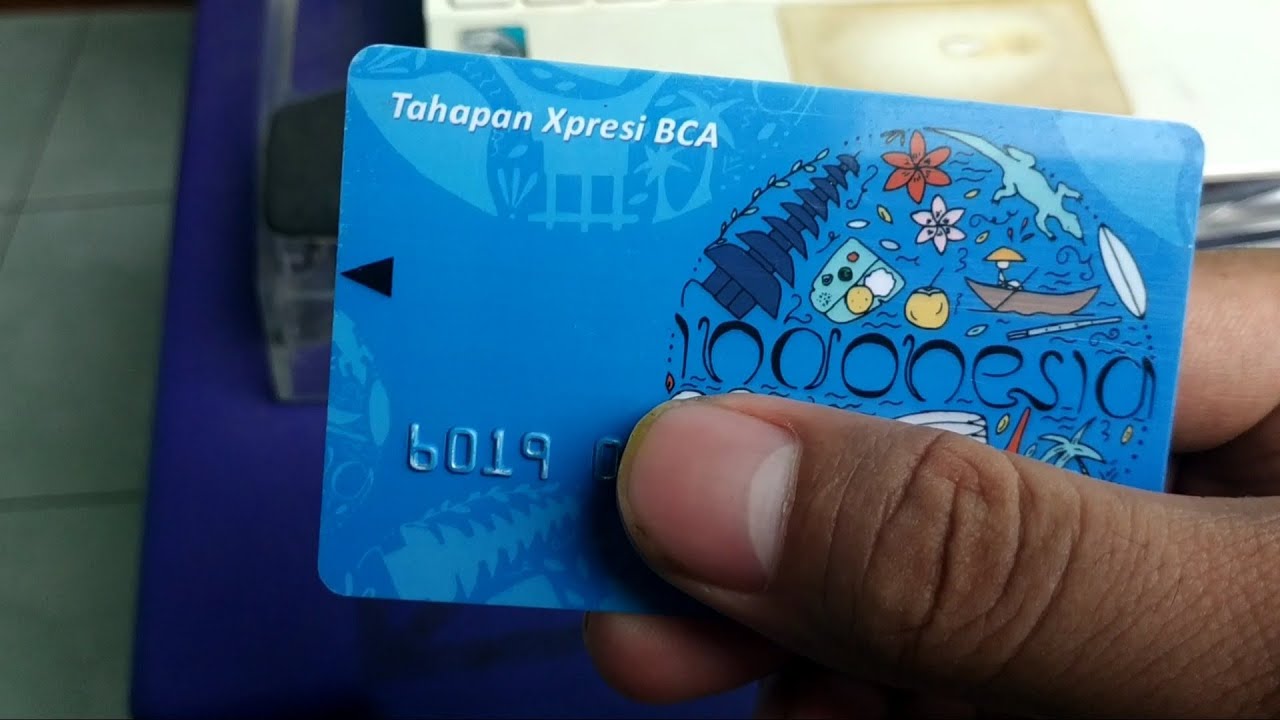 Tahapan Xpresi BCA
indonesia
6019 0